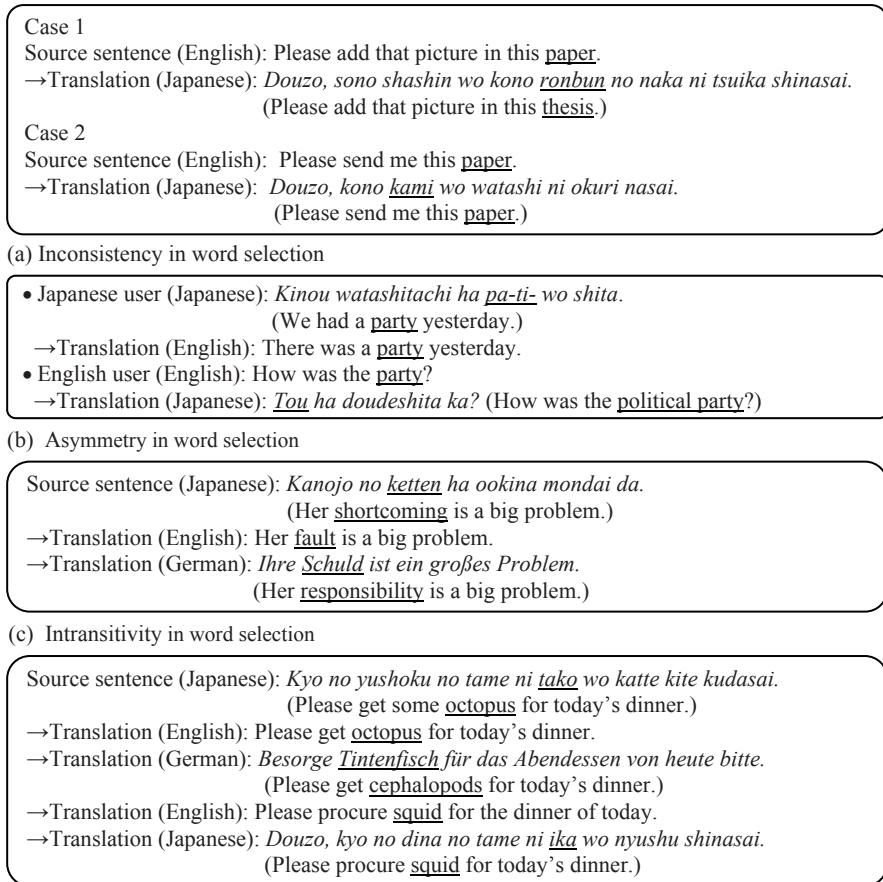 Case 1
Source sentence (English): Please add that picture in this paper.
→Translation (Japanese): Douzo, sono shashin wo kono ronbun no naka ni tsuika shinasai.
(Please add that picture in this thesis.)
Case 2
Source sentence (English): Please send me this paper.
→Translation (Japanese): Douzo, kono kami wo watashi ni okuri nasai.
(Please send me this paper.)
(a) Inconsistency in word selection
• Japanese user (Japanese): Kinou watashitachi ha pa-ti- wo shita.
(We had a party yesterday.)
→Translation (English): There was a party yesterday.
• English user (English): How was the party?
→Translation (Japanese): Tou ha doudeshita ka? (How was the political party?)
(b) Asymmetry in word selection
Source sentence (Japanese): Kanojo no ketten ha ookina mondai da.
(Her shortcoming is a big problem.)
→Translation (English): Her fault is a big problem.
→Translation (German): Ihre Schuld ist ein großes Problem.
(Her responsibility is a big problem.)
(c) Intransitivity in word selection
Source sentence (Japanese): Kyo no yushoku no tame ni tako wo katte kite kudasai.
(Please get some octopus for today's dinner.)
→Translation (English): Please get octopus for today's dinner.
→Translation (German): Besorge Tintenfisch für das Abendessen von heute bitte.
(Please get cephalopods for today's dinner.)
→Translation (English): Please procure squid for the dinner of today.
→Translation (Japanese): Douzo, kyo no dina no tame ni ika wo nyushu shinasai.
(Please procure squid for today's dinner.)